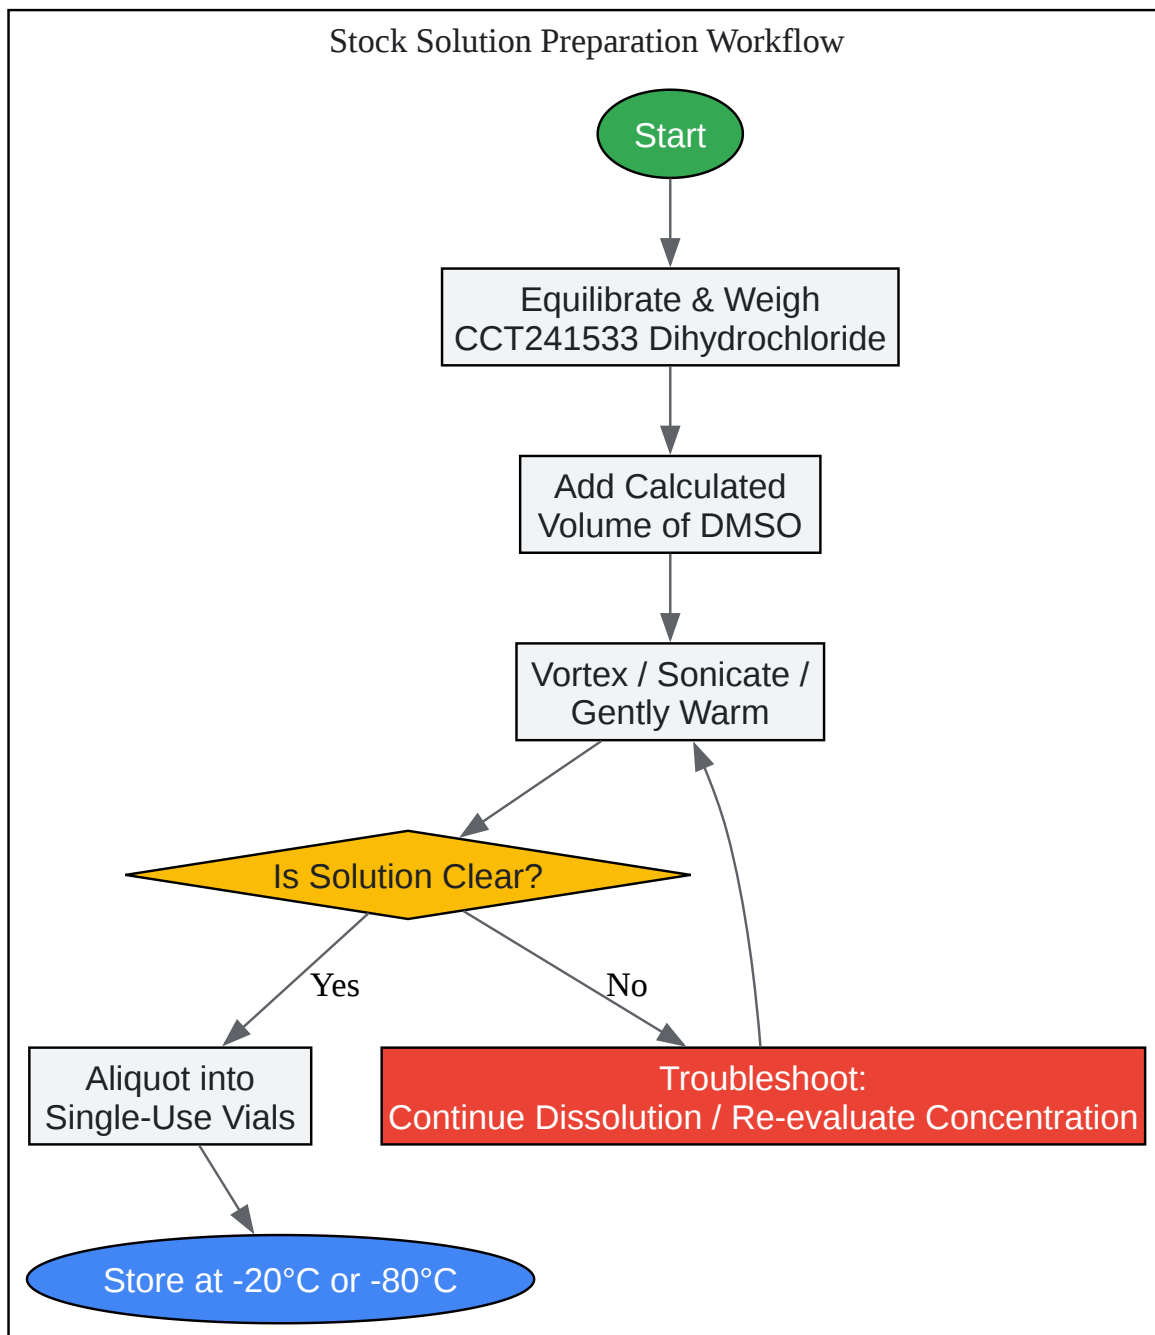 Stock Solution Preparation Workflow
Start
Equilibrate & Weigh
CCT241533 Dihydrochloride
Add Calculated
Volume of DMSO
Vortex / Sonicate /
Gently Warm
Is Solution Clear?
Yes
No
Aliquot into
Single-Use Vials
Troubleshoot:
Continue Dissolution / Re-evaluate Concentration
Store at -20°C or -80°C